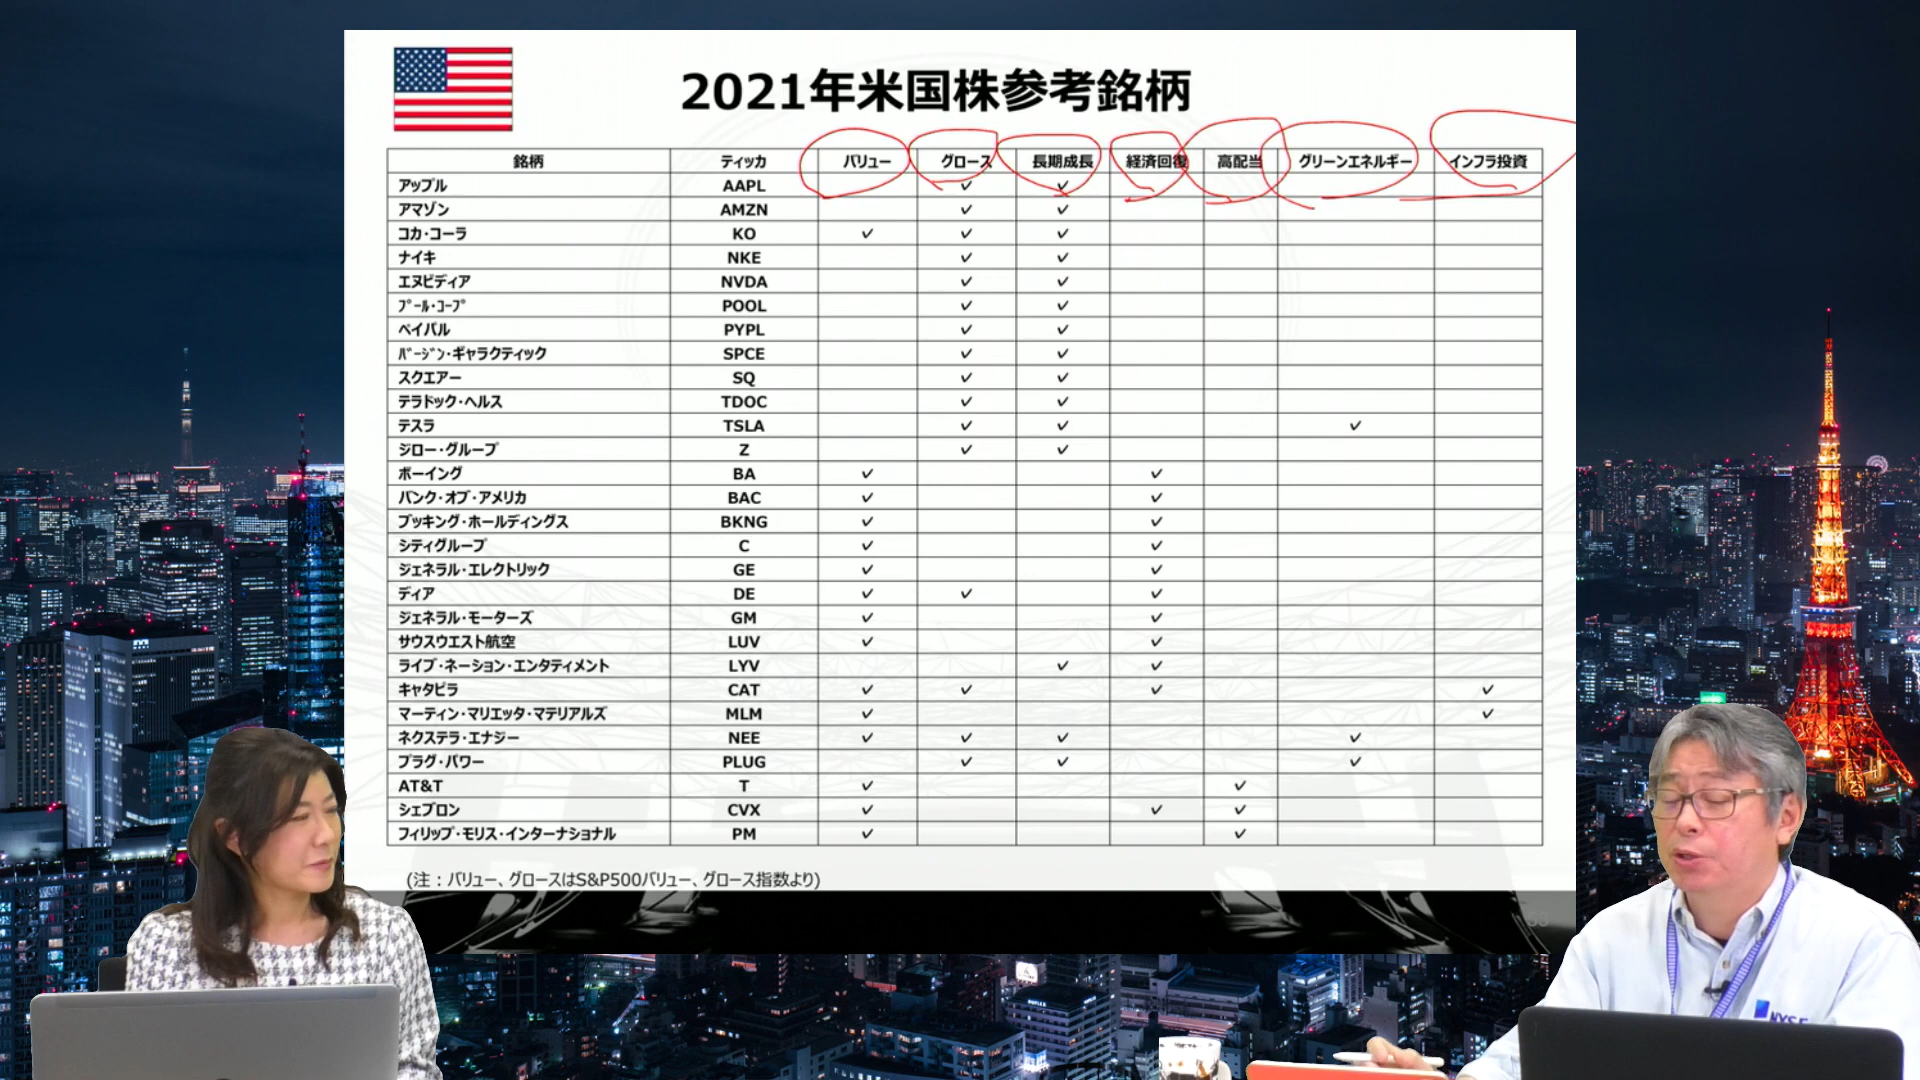 2021年米国株参考銘柄
銘柄 ティッカ バリュー グロース 長期成長 経済回復 高配当 グリーンエネルギー インフラ投資
アップル AAPL ✓ ✓
アマゾン AMZN ✓ ✓
コカ・コーラ KO ✓ ✓ ✓
ナイキ NKE ✓ ✓
エヌビディア NVDA ✓ ✓
プール・コープ POOL ✓ ✓
ペイパル PYPL ✓ ✓
バージン・ギャラクティック SPCE ✓ ✓
スクエアー SQ ✓ ✓
テラドック・ヘルス TDOC ✓ ✓
テスラ TSLA ✓ ✓ ✓
ジロー・グループ Z ✓ ✓
ボーイング BA ✓ ✓
バンク・オブ・アメリカ BAC ✓ ✓
ブッキング・ホールディングス BKNG ✓ ✓
シティグループ C ✓ ✓
ジェネラル・エレクトリック GE ✓ ✓
ディア DE ✓ ✓ ✓
ジェネラル・モーターズ GM ✓ ✓
サウスウエスト航空 LUV ✓ ✓
ライブ・ネーション・エンタティメント LYV ✓ ✓
キャタピラ CAT ✓ ✓ ✓ ✓
マーティン・マリエッタ・マテリアルズ MLM ✓ ✓
ネクステラ・エナジー NEE ✓ ✓ ✓ ✓
プラグ・パワー PLUG ✓ ✓ ✓
AT&T T ✓ ✓
シェブロン CVX ✓ ✓ ✓
フィリップ・モリス・インターナショナル PM ✓ ✓
(注：バリュー、グロースはS&P500バリュー、グロース指数より)
NYSE